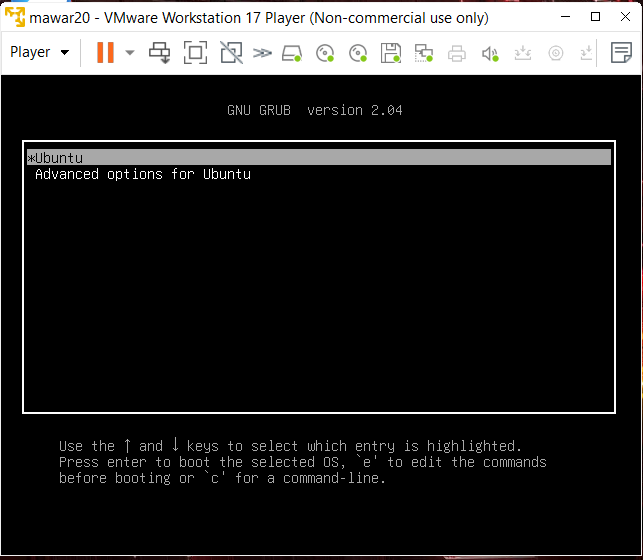 mawar20 - VMware Workstation 17 Player (Non-commercial use only)
Player
GNU GRUB  version 2.04
*Ubuntu
Advanced options for Ubuntu
Use the ↑ and ↓ keys to select which entry is highlighted.
Press enter to boot the selected OS, `e' to edit the commands
before booting or `c' for a command-line.